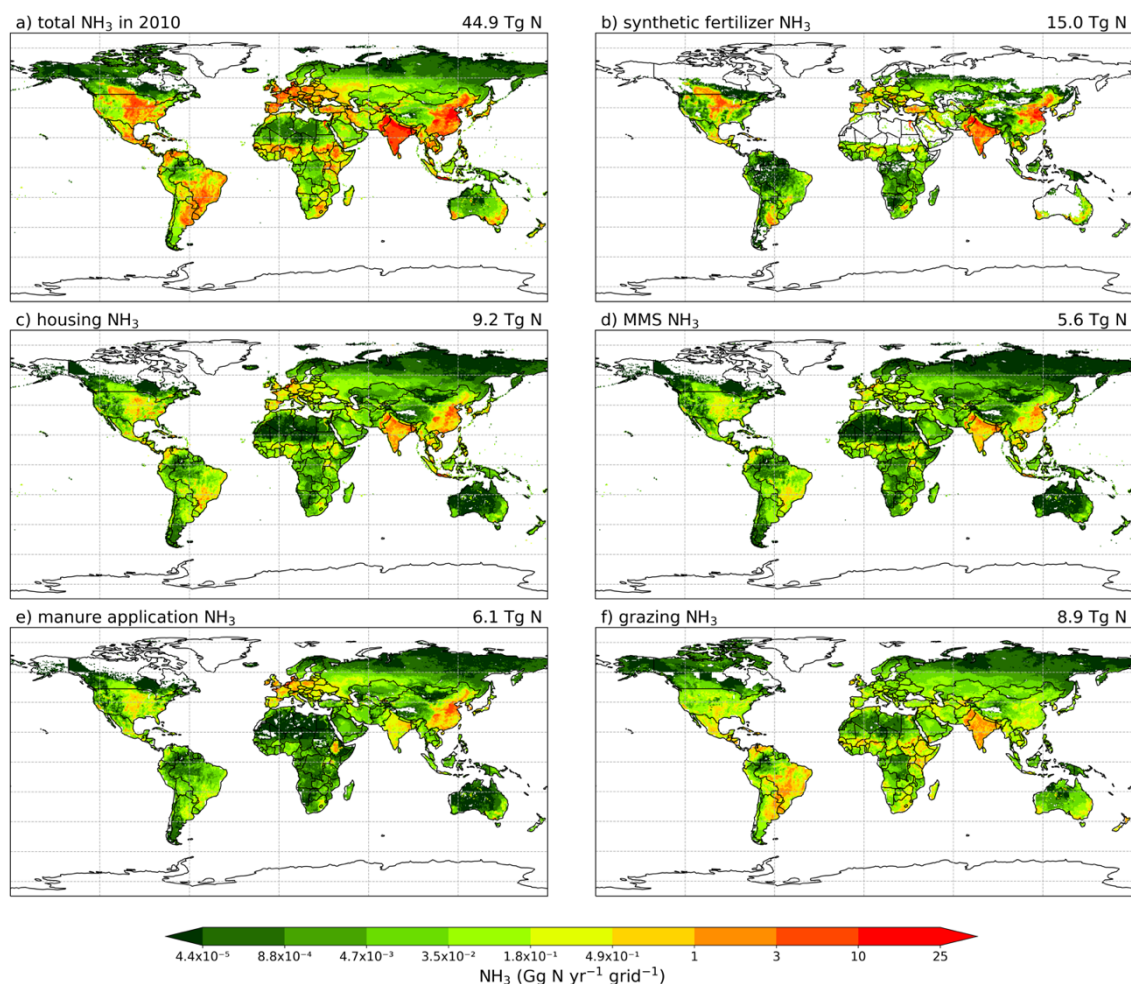 a) total NH₃ in 2010 44.9 Tg N
b) synthetic fertilizer NH₃ 15.0 Tg N
c) housing NH₃ 9.2 Tg N
d) MMS NH₃ 5.6 Tg N
e) manure application NH₃ 6.1 Tg N
f) grazing NH₃ 8.9 Tg N
4.4x10⁻⁵ 8.8x10⁻⁴ 4.7x10⁻³ 3.5x10⁻² 1.8x10⁻¹ 4.9x10⁻¹ 1 3 10 25
NH₃ (Gg N yr⁻¹ grid⁻¹)